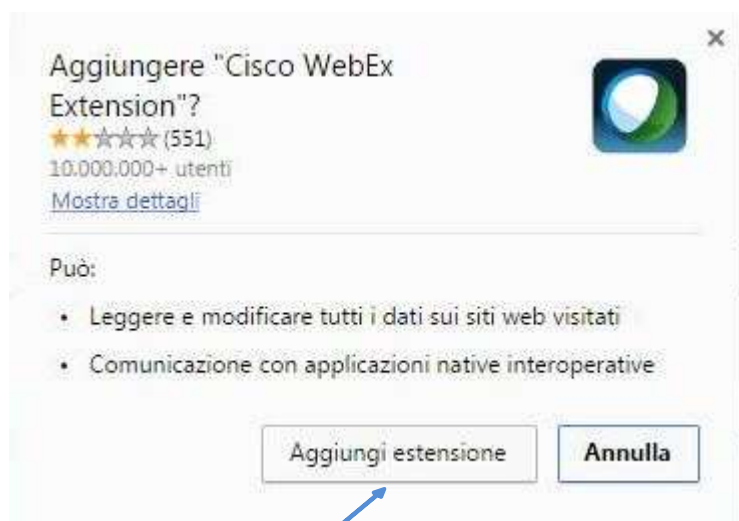 Aggiungere "Cisco WebEx
Extension"?
(551)
10.000.000+ utenti
Mostra dettagli
Può:
• Leggere e modificare tutti i dati sui siti web visitati
• Comunicazione con applicazioni native interoperative
Aggiungi estensione
Annulla